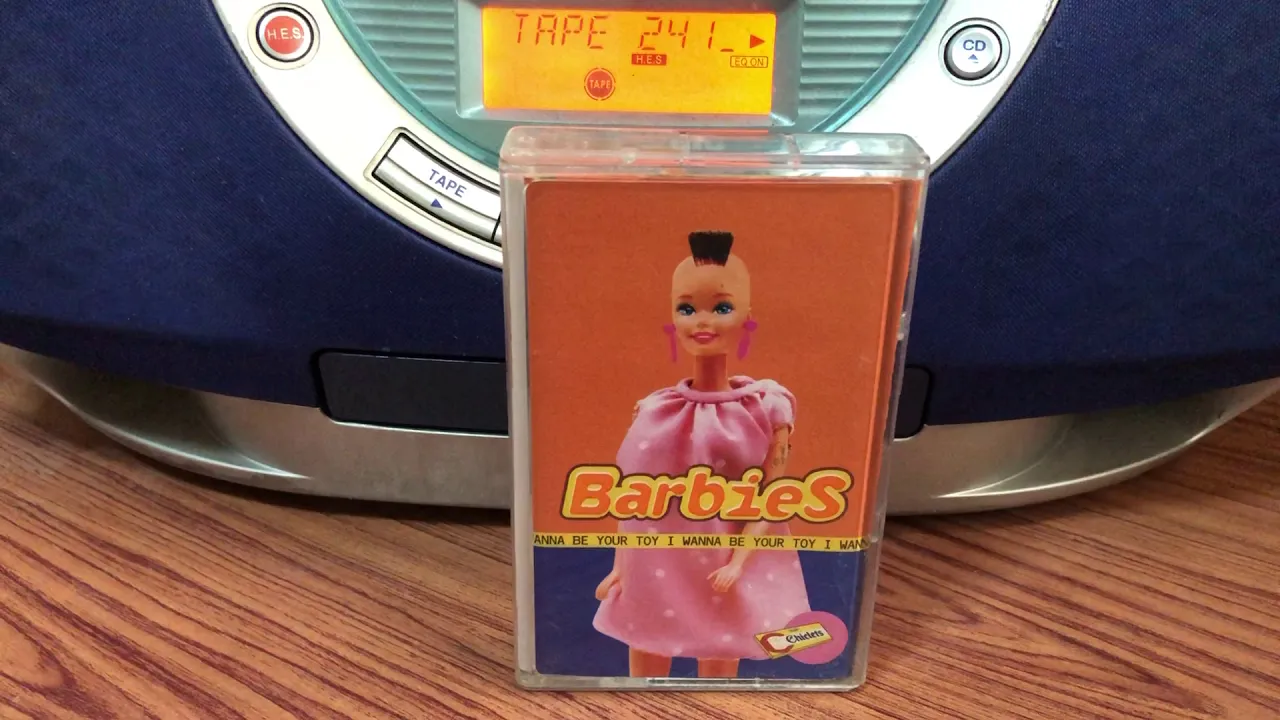 H.E.S.
TAPE 241_
H.E.S
EQ ON
TAPE
CD
TAPE
BarbieS
ANNA BE YOUR TOY I WANNA BE YOUR TOY I WAN
Chiclets